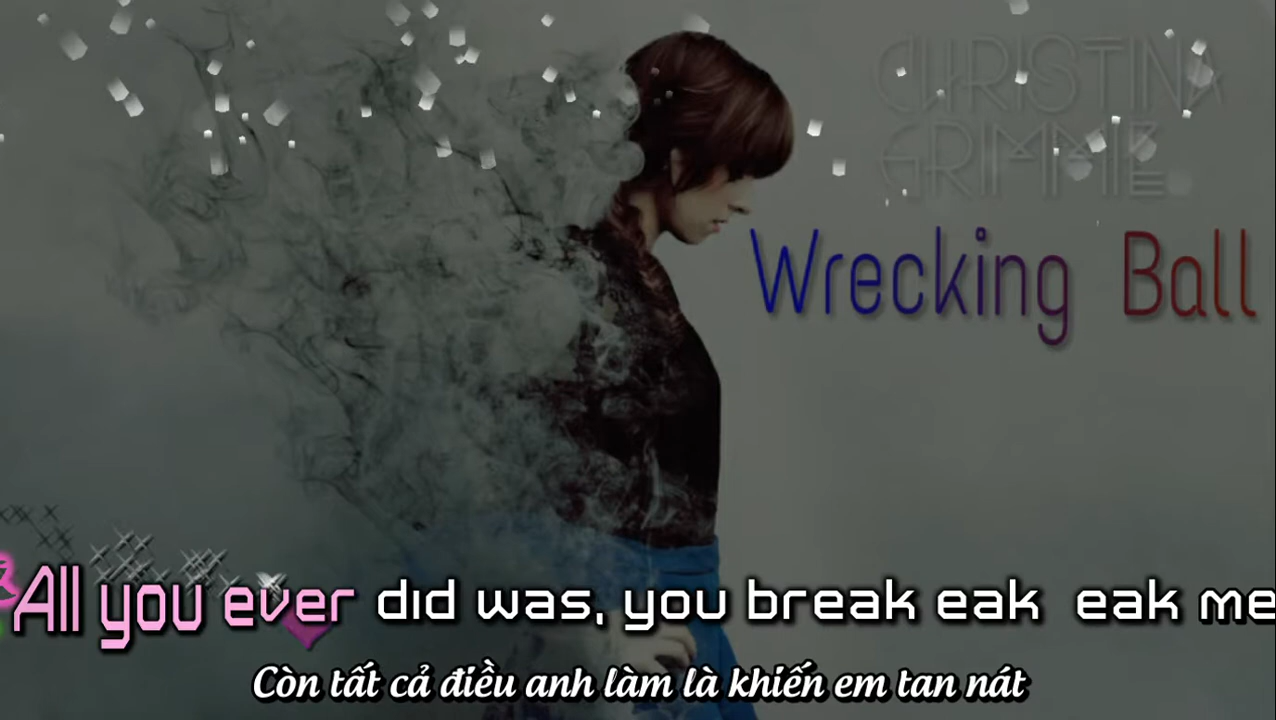 CHRISTINA
GRIMMIE
Wrecking Ball
All you ever did was, you break eak eak me
Còn tất cả điều anh làm là khiến em tan nát